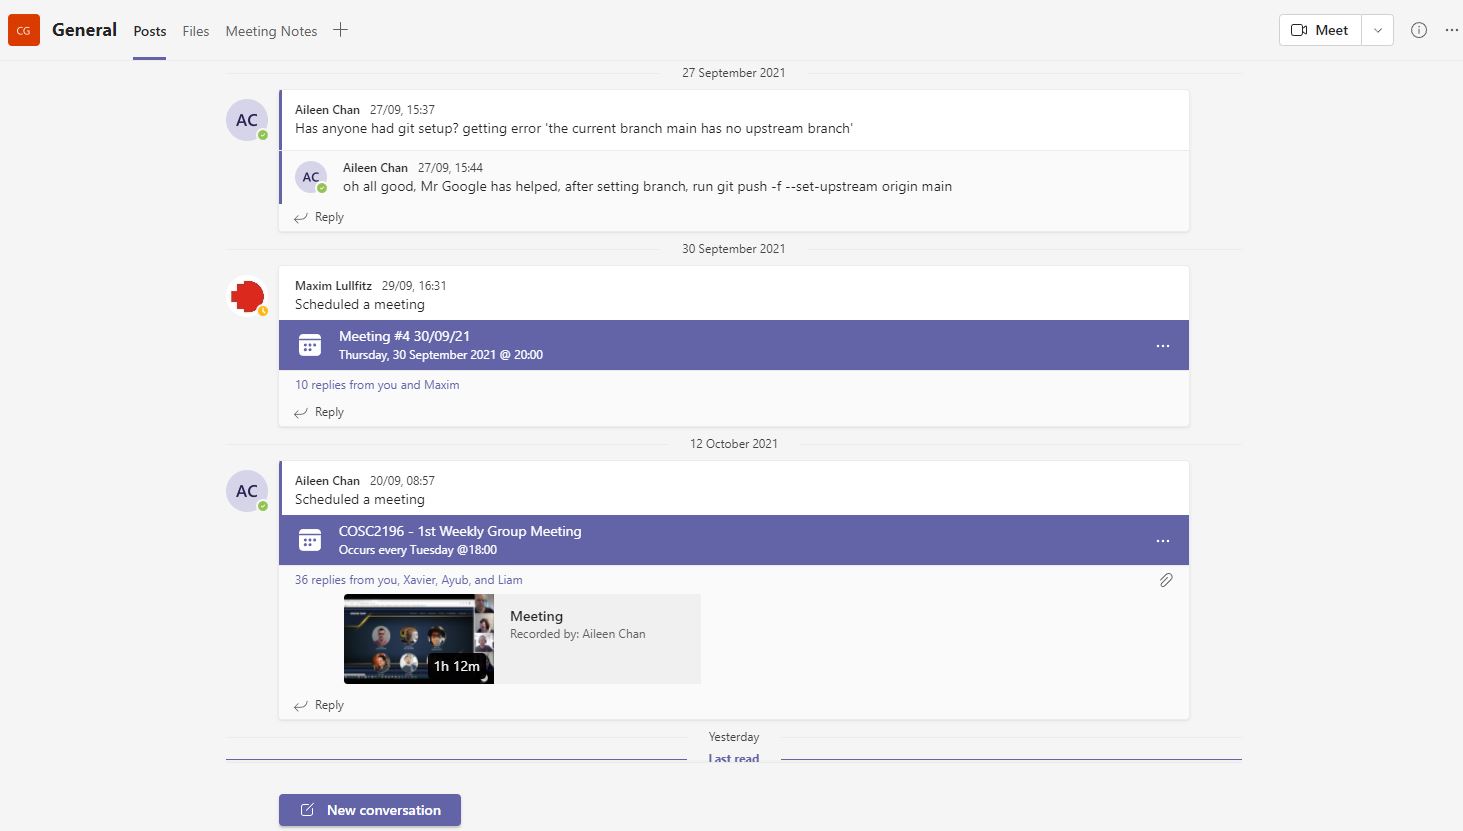 CG General Posts Files Meeting Notes Meet
27 September 2021
AC
Aileen Chan 27/09, 15:37
Has anyone had git setup? getting error 'the current branch main has no upstream branch'
AC
Aileen Chan 27/09, 15:44
oh all good, Mr Google has helped, after setting branch, run git push -f --set-upstream origin main
Reply
30 September 2021
Maxim Lullfitz 29/09, 16:31
Scheduled a meeting
Meeting #4 30/09/21
Thursday, 30 September 2021 @ 20:00
10 replies from you and Maxim
Reply
12 October 2021
AC
Aileen Chan 20/09, 08:57
Scheduled a meeting
COSC2196 - 1st Weekly Group Meeting
Occurs every Tuesday @18:00
36 replies from you, Xavier, Ayub, and Liam
Meeting
Recorded by: Aileen Chan
1h 12m
Reply
Yesterday
Last read
New conversation